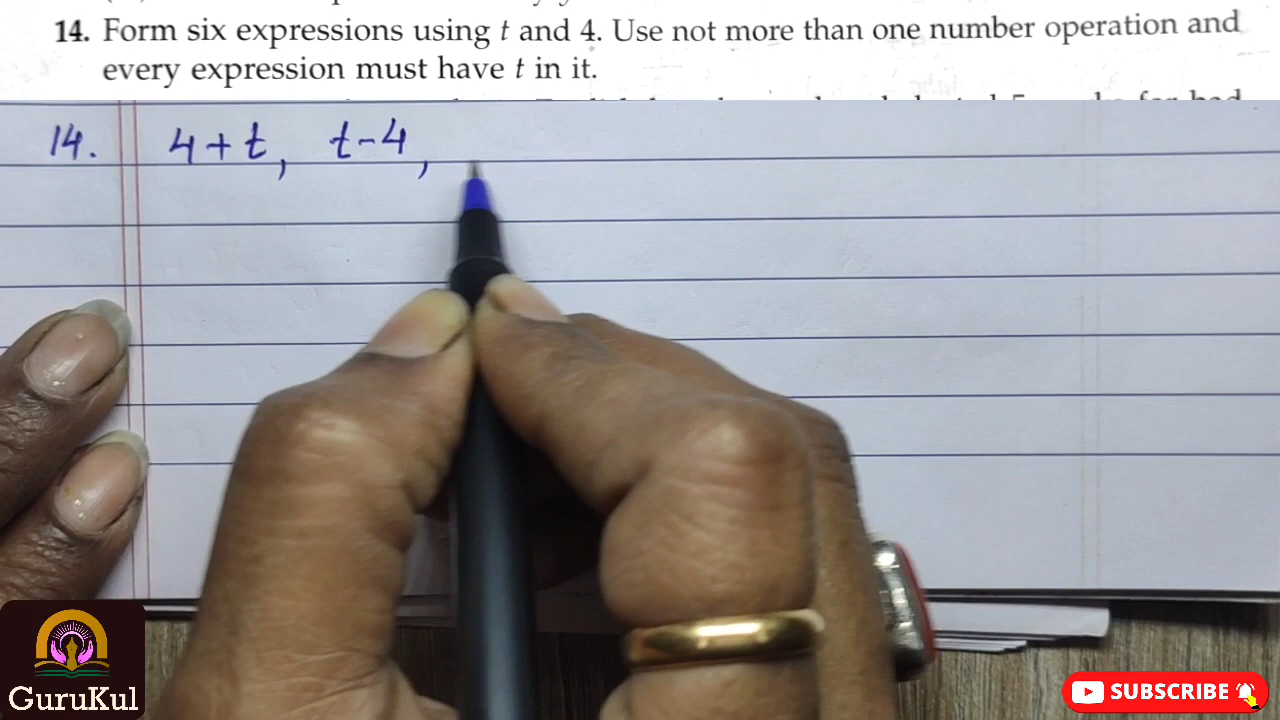 14. Form six expressions using t and 4. Use not more than one number operation and
every expression must have t in it.
14. 4+t, t-4,
GuruKul
SUBSCRIBE